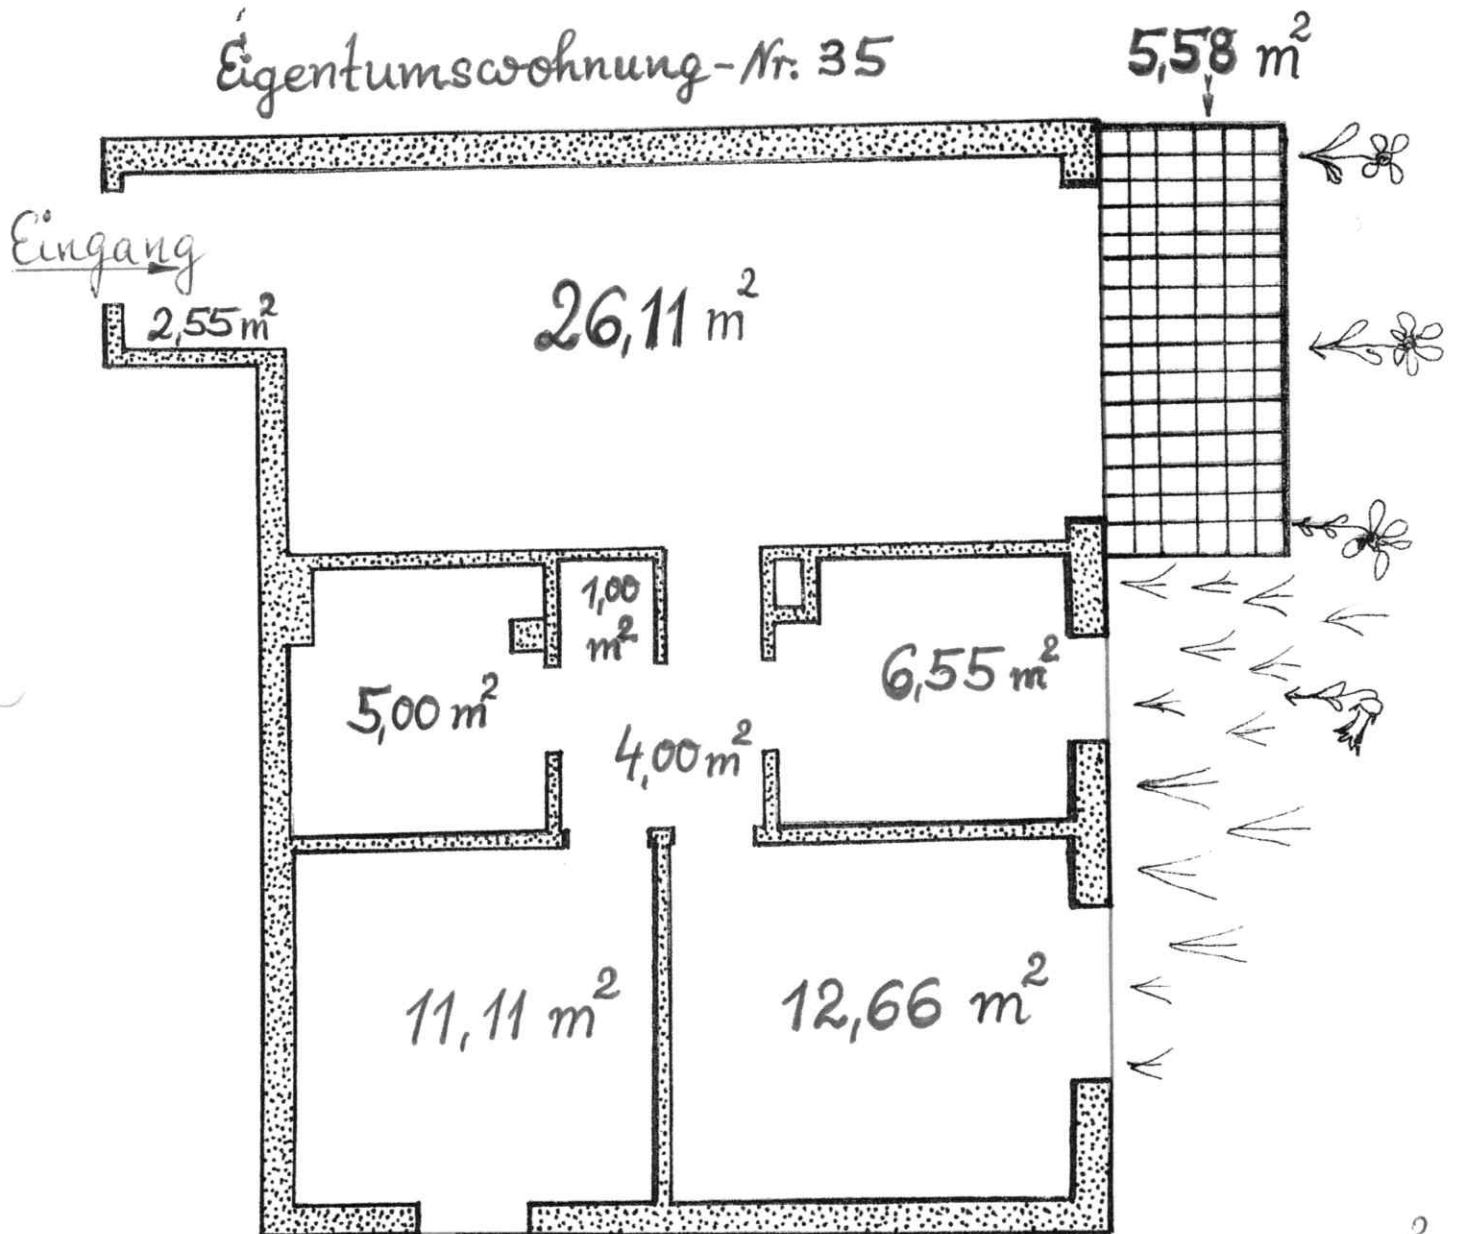 Eigentumswohnung-Nr. 35
5,58 m²
Eingang
2,55 m²
26,11 m²
1,00
m²
5,00 m²
6,55 m²
4,00 m²
11,11 m²
12,66 m²
2